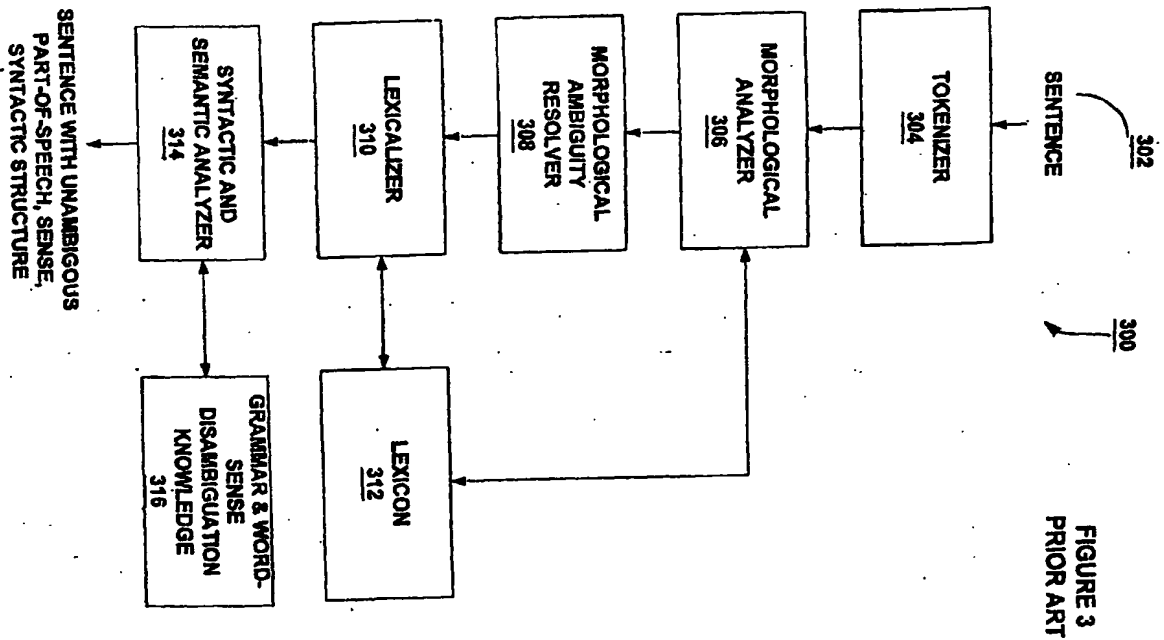 302
SENTENCE
300
FIGURE 3
PRIOR ART
TOKENIZER
304
MORPHOLOGICAL
ANALYZER
306
MORPHOLOGICAL
AMBIGUITY
RESOLVER
308
LEXICALIZER
310
LEXICON
312
SYNTACTIC AND
SEMANTIC ANALYZER
314
GRAMMAR & WORD-
SENSE
DISAMBIGUATION
KNOWLEDGE
316
SENTENCE WITH UNAMBIGOUS
PART-OF-SPEECH, SENSE,
SYNTACTIC STRUCTURE